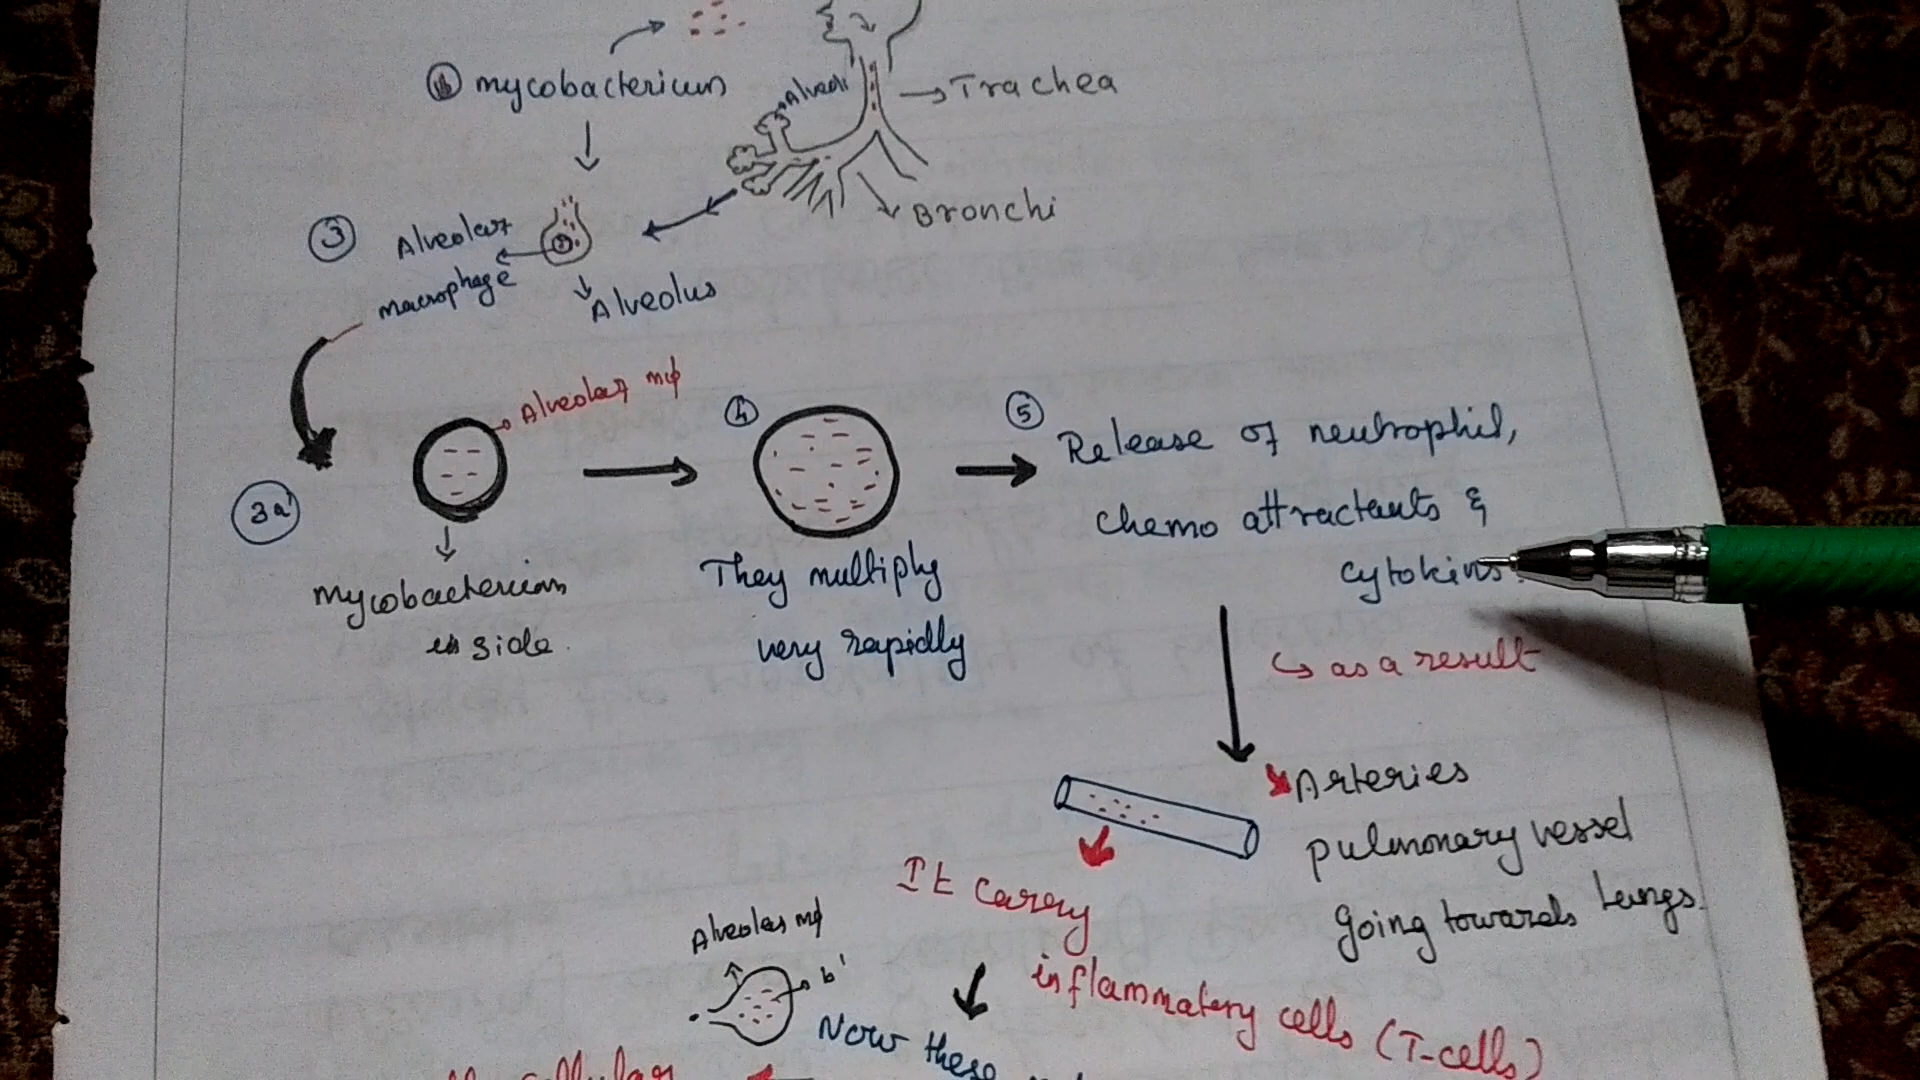 mycobacterium
Alveoli
→ Trachea
Bronchi
③ Alveolar
macrophage
Alveolus
Alveolar mφ
3a'
mycobacterium
inside.
④
They multiply
very rapidly
⑤ Release of neutrophil,
chemo attractants &
cytokins.
↳ as a result
Arteries
pulmonary vessel
Going towards lungs.
It carry
inflammatory cells (T-cells)
Alveolar mφ
b'
Now these